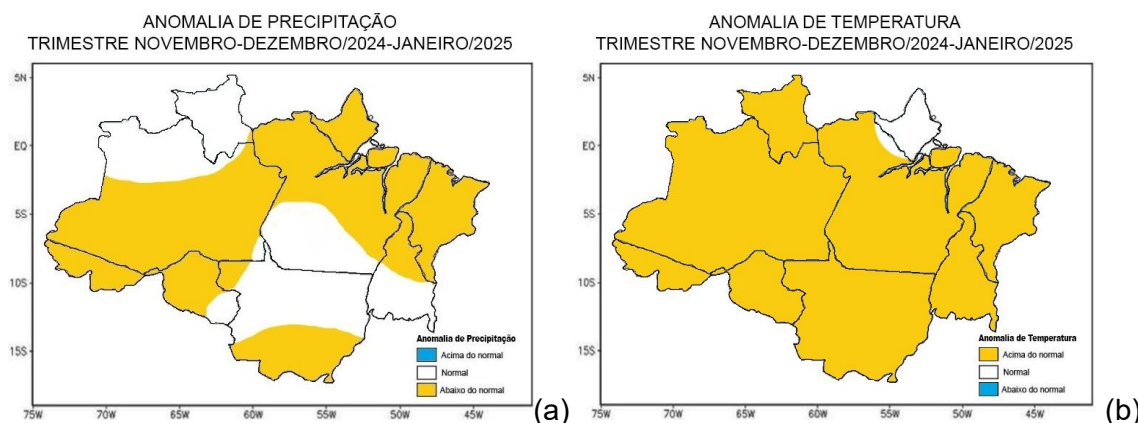 ANOMALIA DE PRECIPITAÇÃO
TRIMESTRE NOVEMBRO-DEZEMBRO/2024-JANEIRO/2025
5N
EQ
5S
10S
15S
75W
70W
65W
60W
55W
50W
45W
Anomalia de Precipitação
Acima do normal
Normal
Abaixo do normal
(a)
ANOMALIA DE TEMPERATURA
TRIMESTRE NOVEMBRO-DEZEMBRO/2024-JANEIRO/2025
5N
EQ
5S
10S
15S
75W
70W
65W
60W
55W
50W
45W
Anomalia de Temperatura
Acima do normal
Normal
Abaixo do normal
(b)